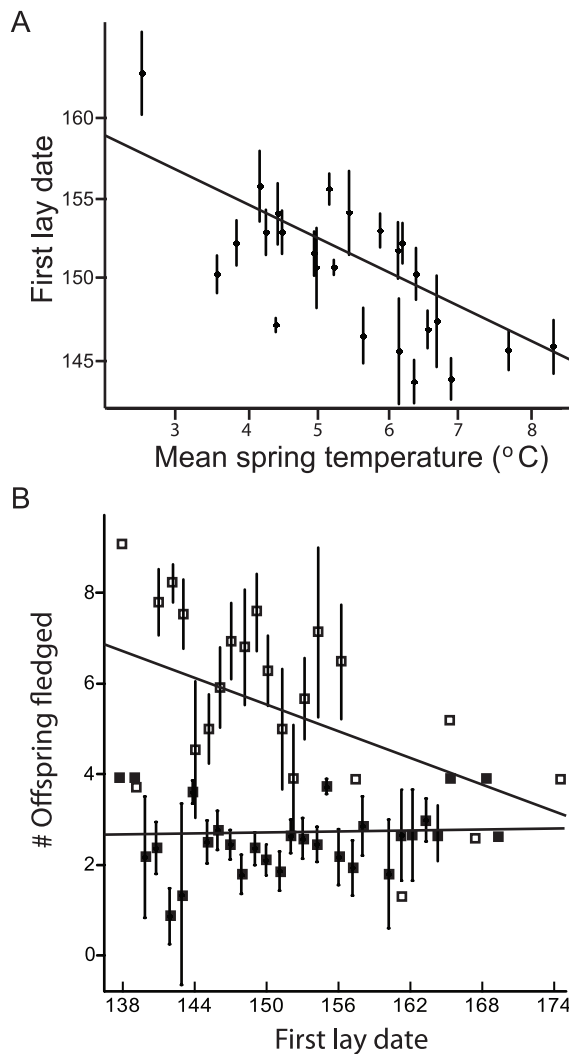 A
First lay date
160
155
150
145
3 4 5 6 7 8
Mean spring temperature (° C)
B
# Offspring fledged
8
6
4
2
0
138 144 150 156 162 168 174
First lay date